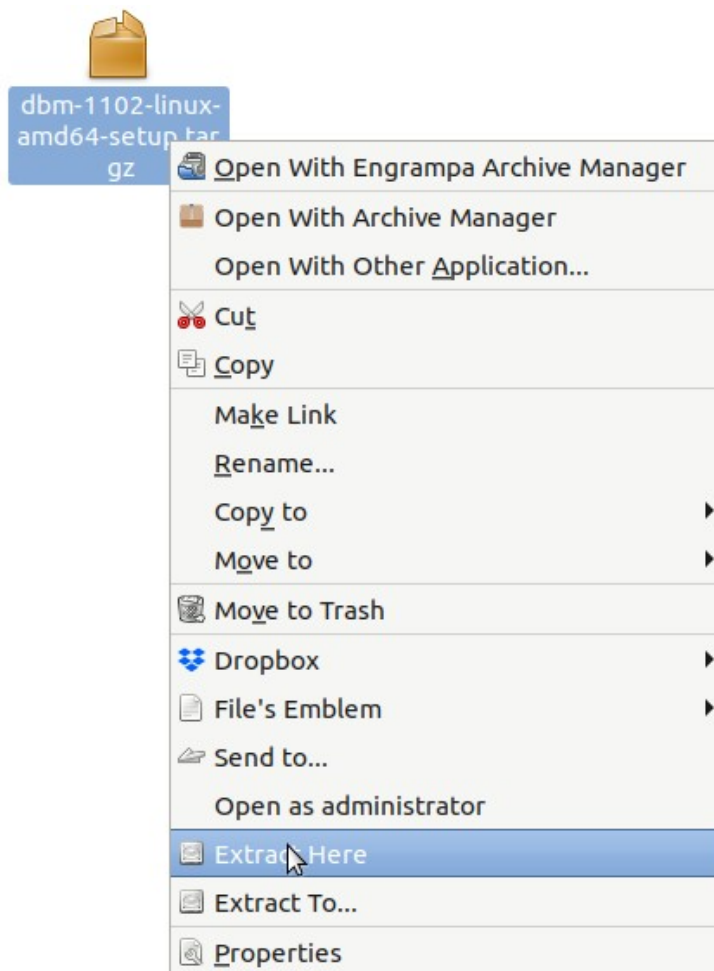 dbm-1102-linux-
amd64-setup.tar.
gz
Open With Engrampa Archive Manager
Open With Archive Manager
Open With Other Application...
Cut
Copy
Make Link
Rename...
Copy to
Move to
Move to Trash
Dropbox
File's Emblem
Send to...
Open as administrator
Extract Here
Extract To...
Properties